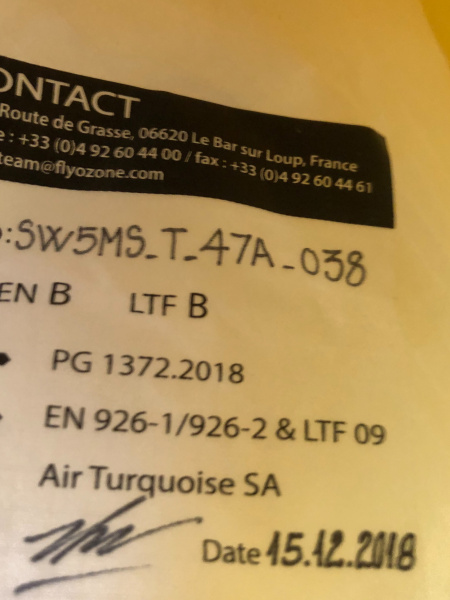 ONTACT
Route de Grasse, 06620 Le Bar sur Loup, France
e : +33 (0)4 92 60 44 00 / fax : +33 (0)4 92 60 44 61
team@flyozone.com
o:SW5MS_T_47A_038
EN B LTF B
PG 1372.2018
EN 926-1/926-2 & LTF 09
Air Turquoise SA
Date 15.12.2018